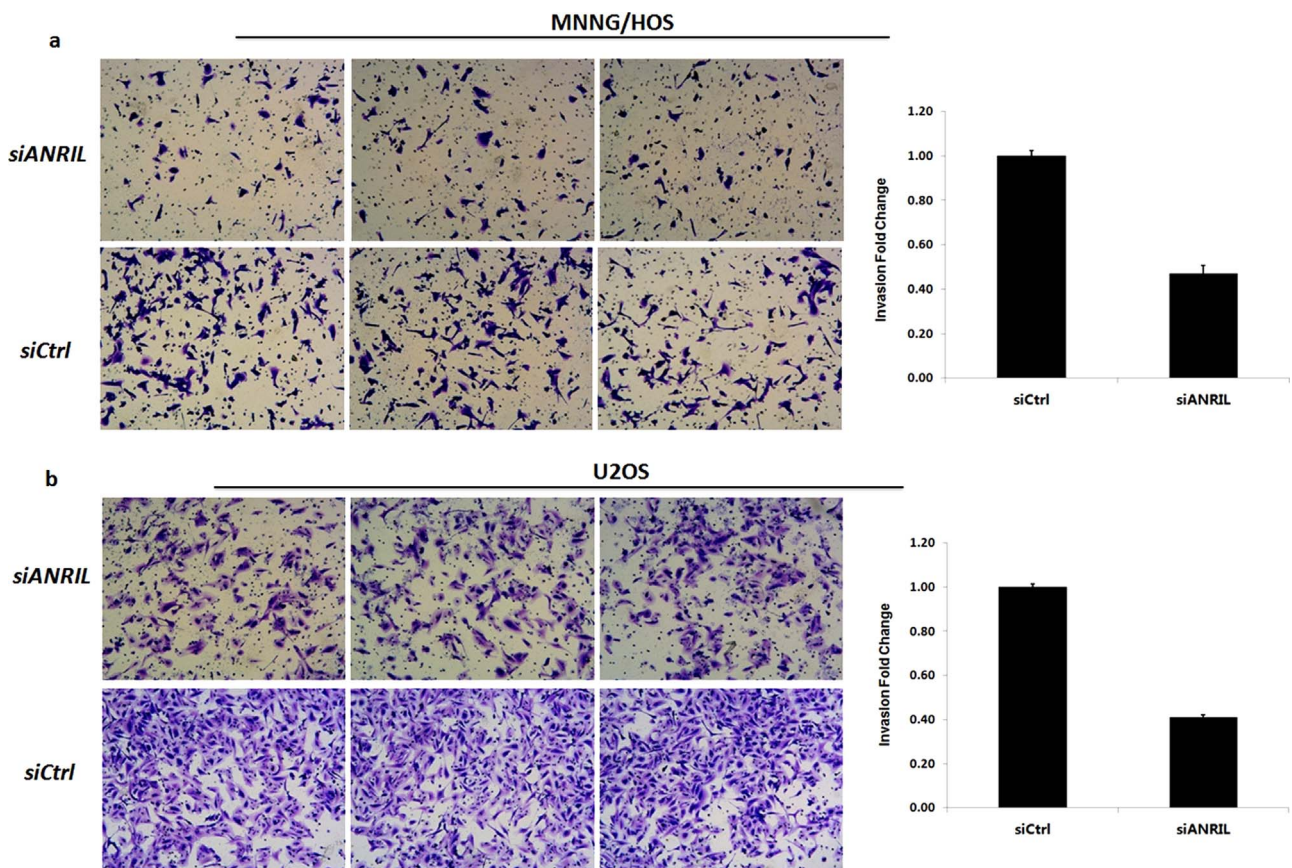 MNNG/HOS
a
siANRIL
siCtrl
Invasion Fold Change
1.20
1.00
0.80
0.60
0.40
0.20
0.00
siCtrl siANRIL
U2OS
b
siANRIL
siCtrl
Invasion Fold Change
1.20
1.00
0.80
0.60
0.40
0.20
0.00
siCtrl siANRIL